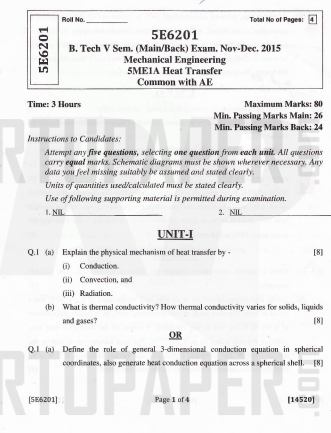 Roll No. ____________ Total No of Pages: 4
5E6201
5E6201
B. Tech V Sem. (Main/Back) Exam. Nov-Dec. 2015
Mechanical Engineering
5ME1A Heat Transfer
Common with AE
Time: 3 Hours Maximum Marks: 80
Min. Passing Marks Main: 26
Min. Passing Marks Back: 24
Instructions to Candidates:
Attempt any five questions, selecting one question from each unit. All questions
carry equal marks. Schematic diagrams must be shown wherever necessary. Any
data you feel missing suitably be assumed and stated clearly.
Units of quantities used/calculated must be stated clearly.
Use of following supporting material is permitted during examination.
1. NIL 2. NIL
UNIT-I
Q.1 (a) Explain the physical mechanism of heat transfer by - [8]
(i) Conduction.
(ii) Convection, and
(iii) Radiation.
(b) What is thermal conductivity? How thermal conductivity varies for solids, liquids
and gases? [8]
OR
Q.1 (a) Define the role of general 3-dimensional conduction equation in spherical
coordinates, also generate heat conduction equation across a spherical shell. [8]
RTUPAPER
[5E6201] Page 1 of 4 [14520]